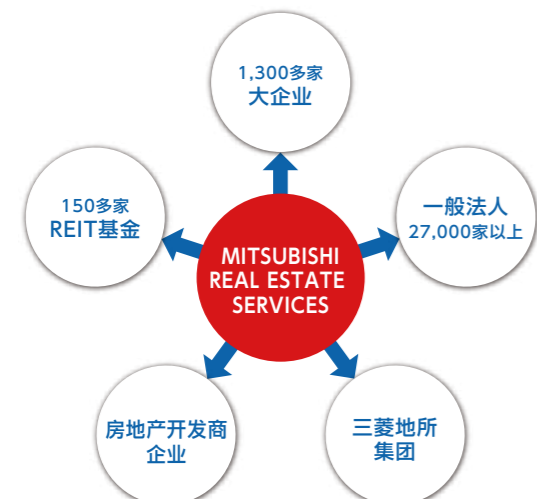 1,300多家
大企业
150多家
REIT基金
一般法人
27,000家以上
MITSUBISHI
REAL ESTATE
SERVICES
房地产开发商
企业
三菱地所
集团